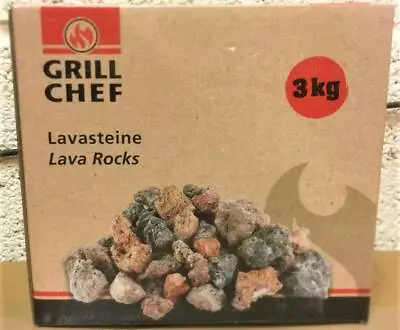 GRILL
CHEF
3kg
Lavasteine
Lava Rocks